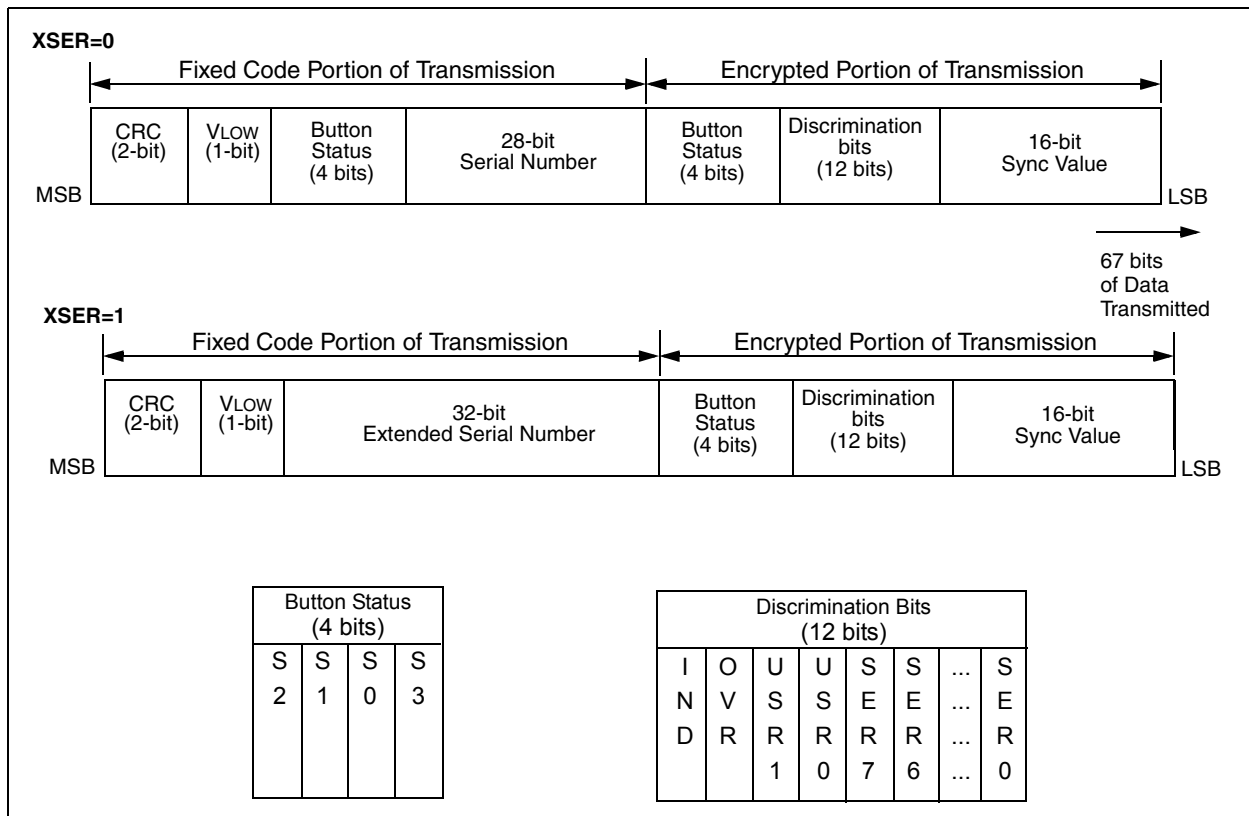 XSER=0
Fixed Code Portion of Transmission
Encrypted Portion of Transmission
CRC
(2-bit)
VLOW
(1-bit)
Button
Status
(4 bits)
28-bit
Serial Number
Button
Status
(4 bits)
Discrimination
bits
(12 bits)
16-bit
Sync Value
MSB
LSB
67 bits
of Data
Transmitted
XSER=1
Fixed Code Portion of Transmission
Encrypted Portion of Transmission
CRC
(2-bit)
VLOW
(1-bit)
32-bit
Extended Serial Number
Button
Status
(4 bits)
Discrimination
bits
(12 bits)
16-bit
Sync Value
MSB
LSB
Button Status
(4 bits)
S S S S
2 1 0 3
Discrimination Bits
(12 bits)
I O U U S S ... S
N V S S E E ... E
D R R R R R ... R
1 0 7 6 ... 0